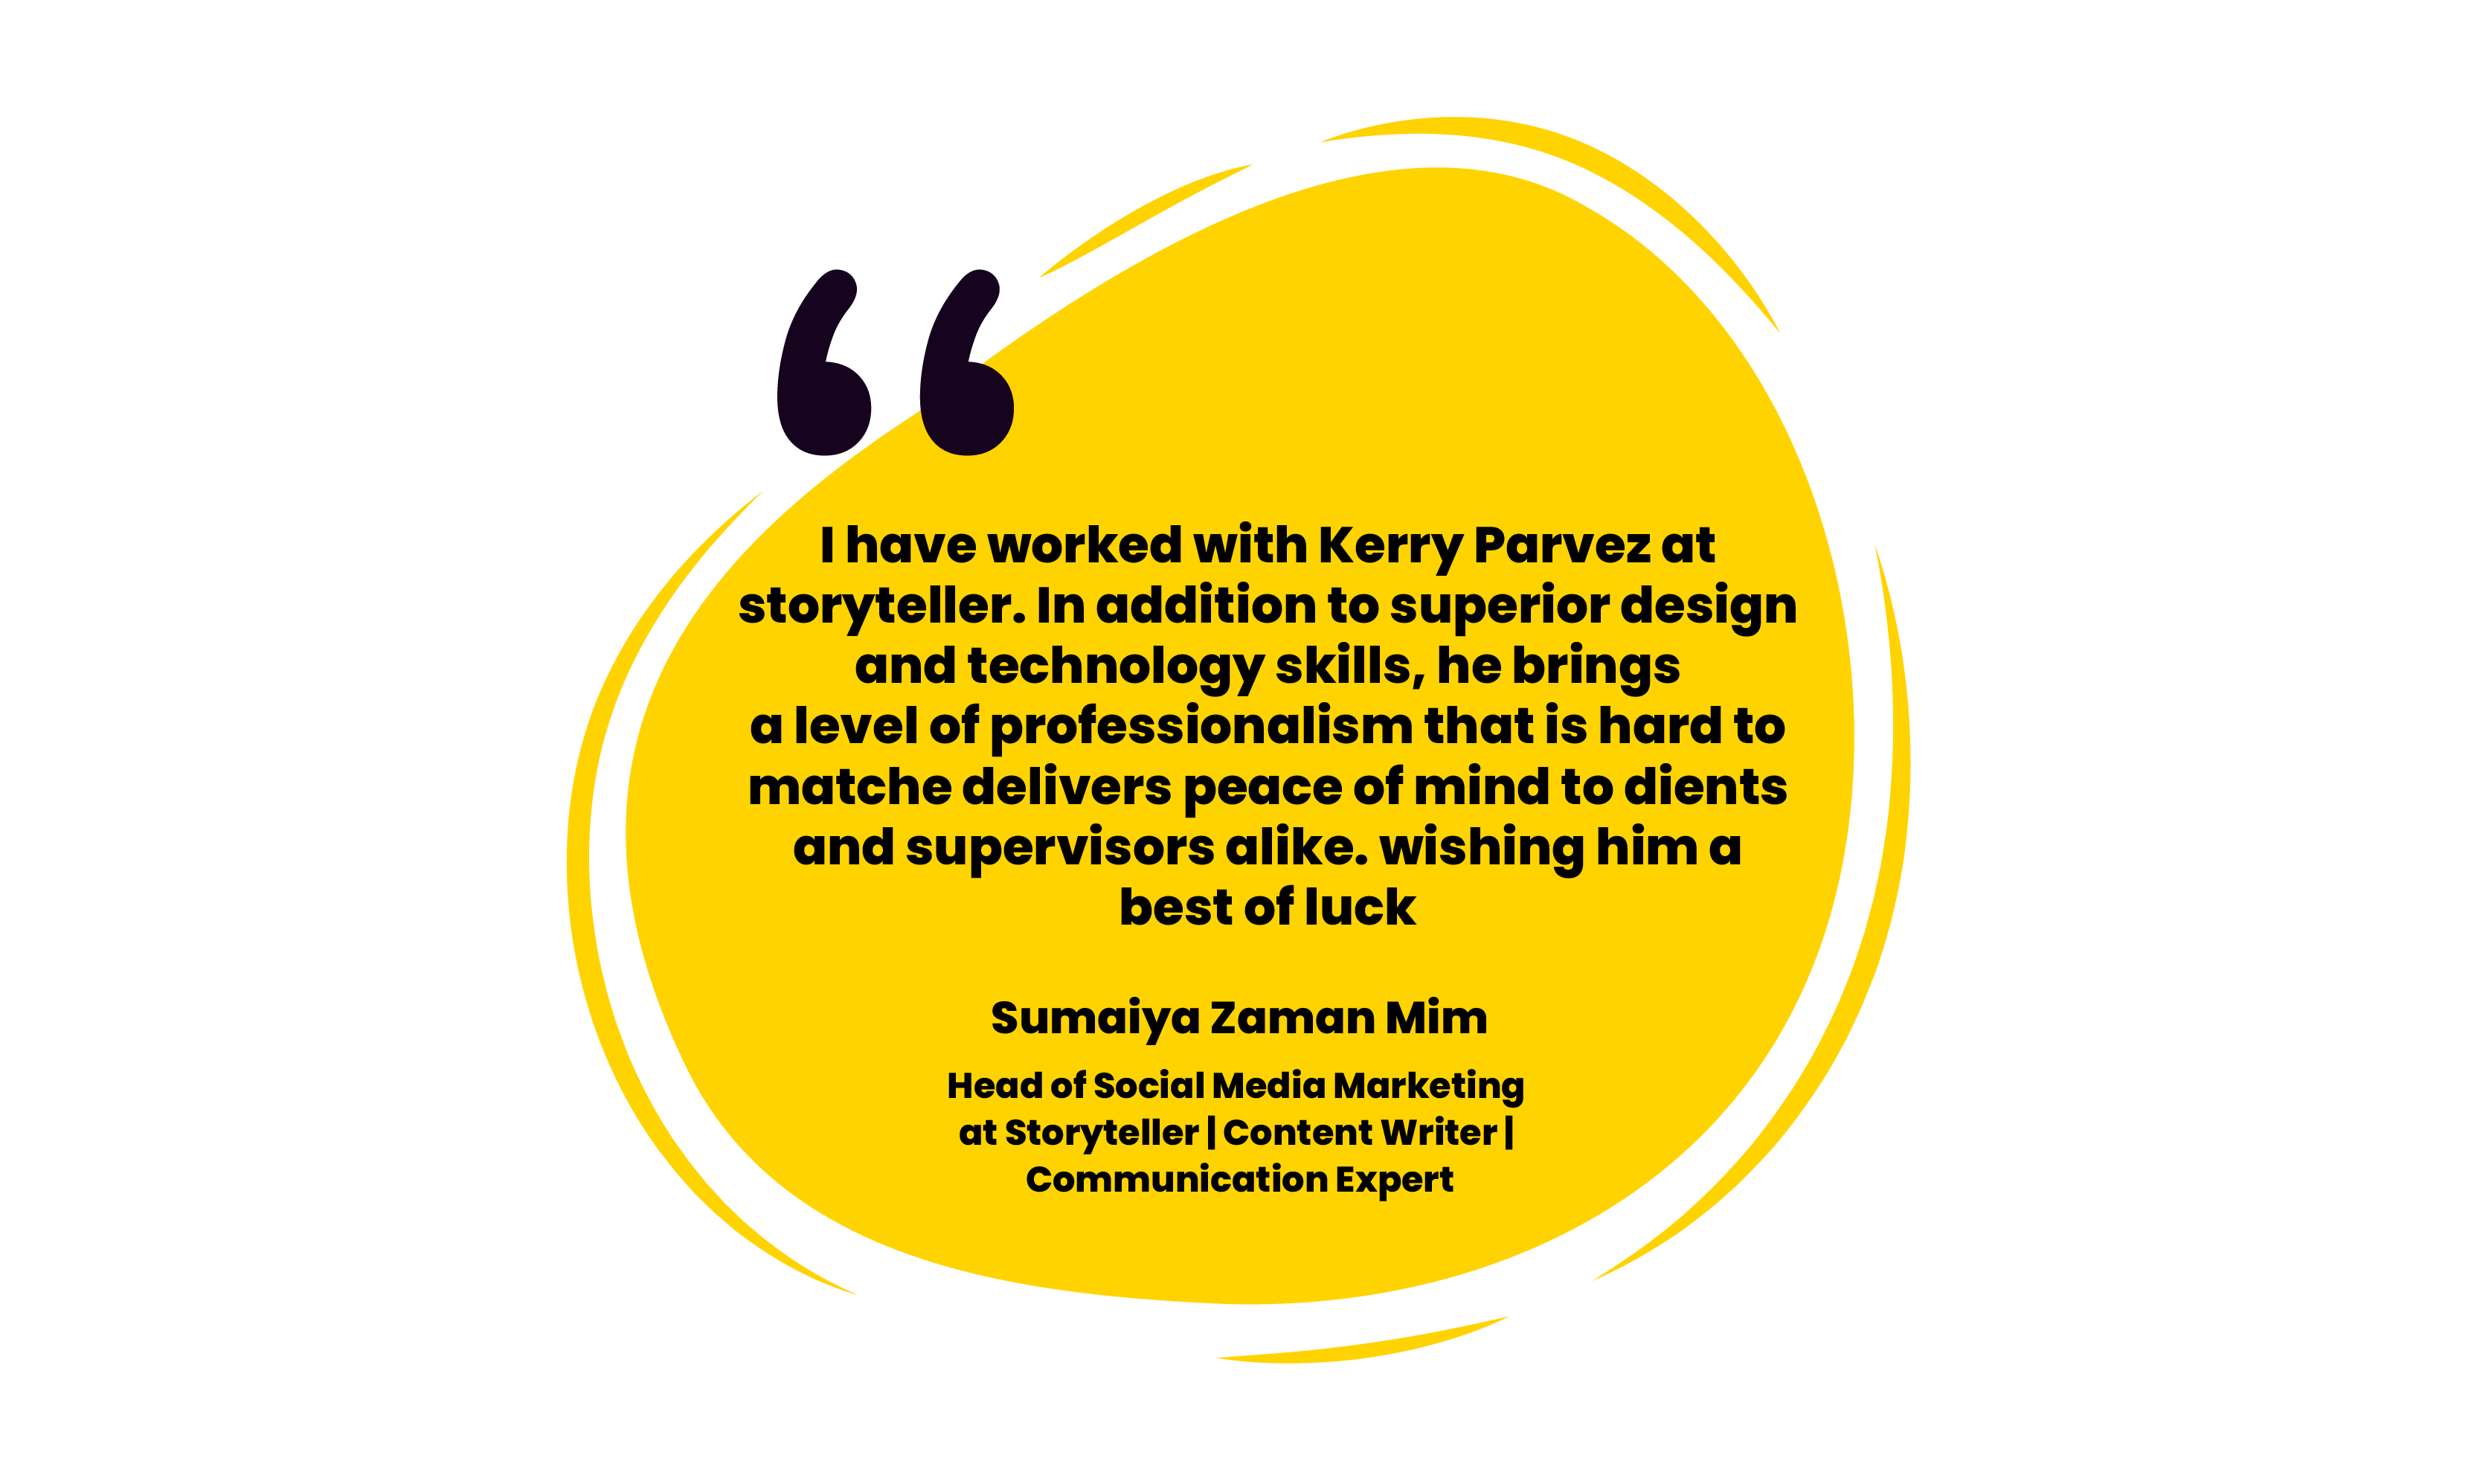 I have worked with Kerry Parvez at
storyteller. In addition to superior design
and technology skills, he brings
a level of professionalism that is hard to
matche delivers peace of mind to dients
and supervisors alike. wishing him a
best of luck
Sumaiya Zaman Mim
Head of Social Media Marketing
at Storyteller | Content Writer |
Communication Expert